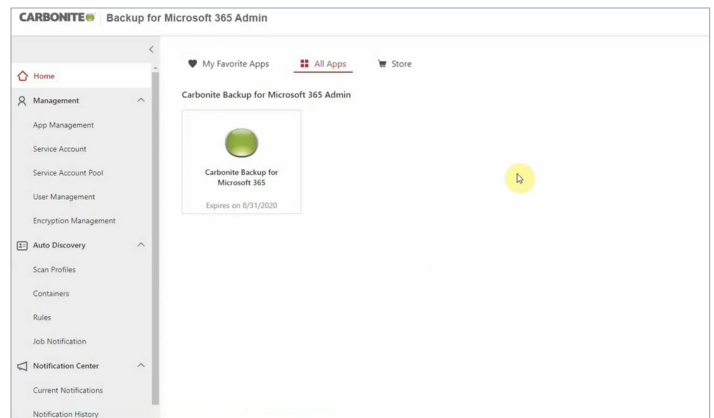 CARBONITE Backup for Microsoft 365 Admin
Home
Management
App Management
Service Account
Service Account Pool
User Management
Encryption Management
Auto Discovery
Scan Profiles
Containers
Rules
Job Notification
Notification Center
Current Notifications
Notification History
My Favorite Apps All Apps Store
Carbonite Backup for Microsoft 365 Admin
Carbonite Backup for
Microsoft 365
Expires on 8/31/2020